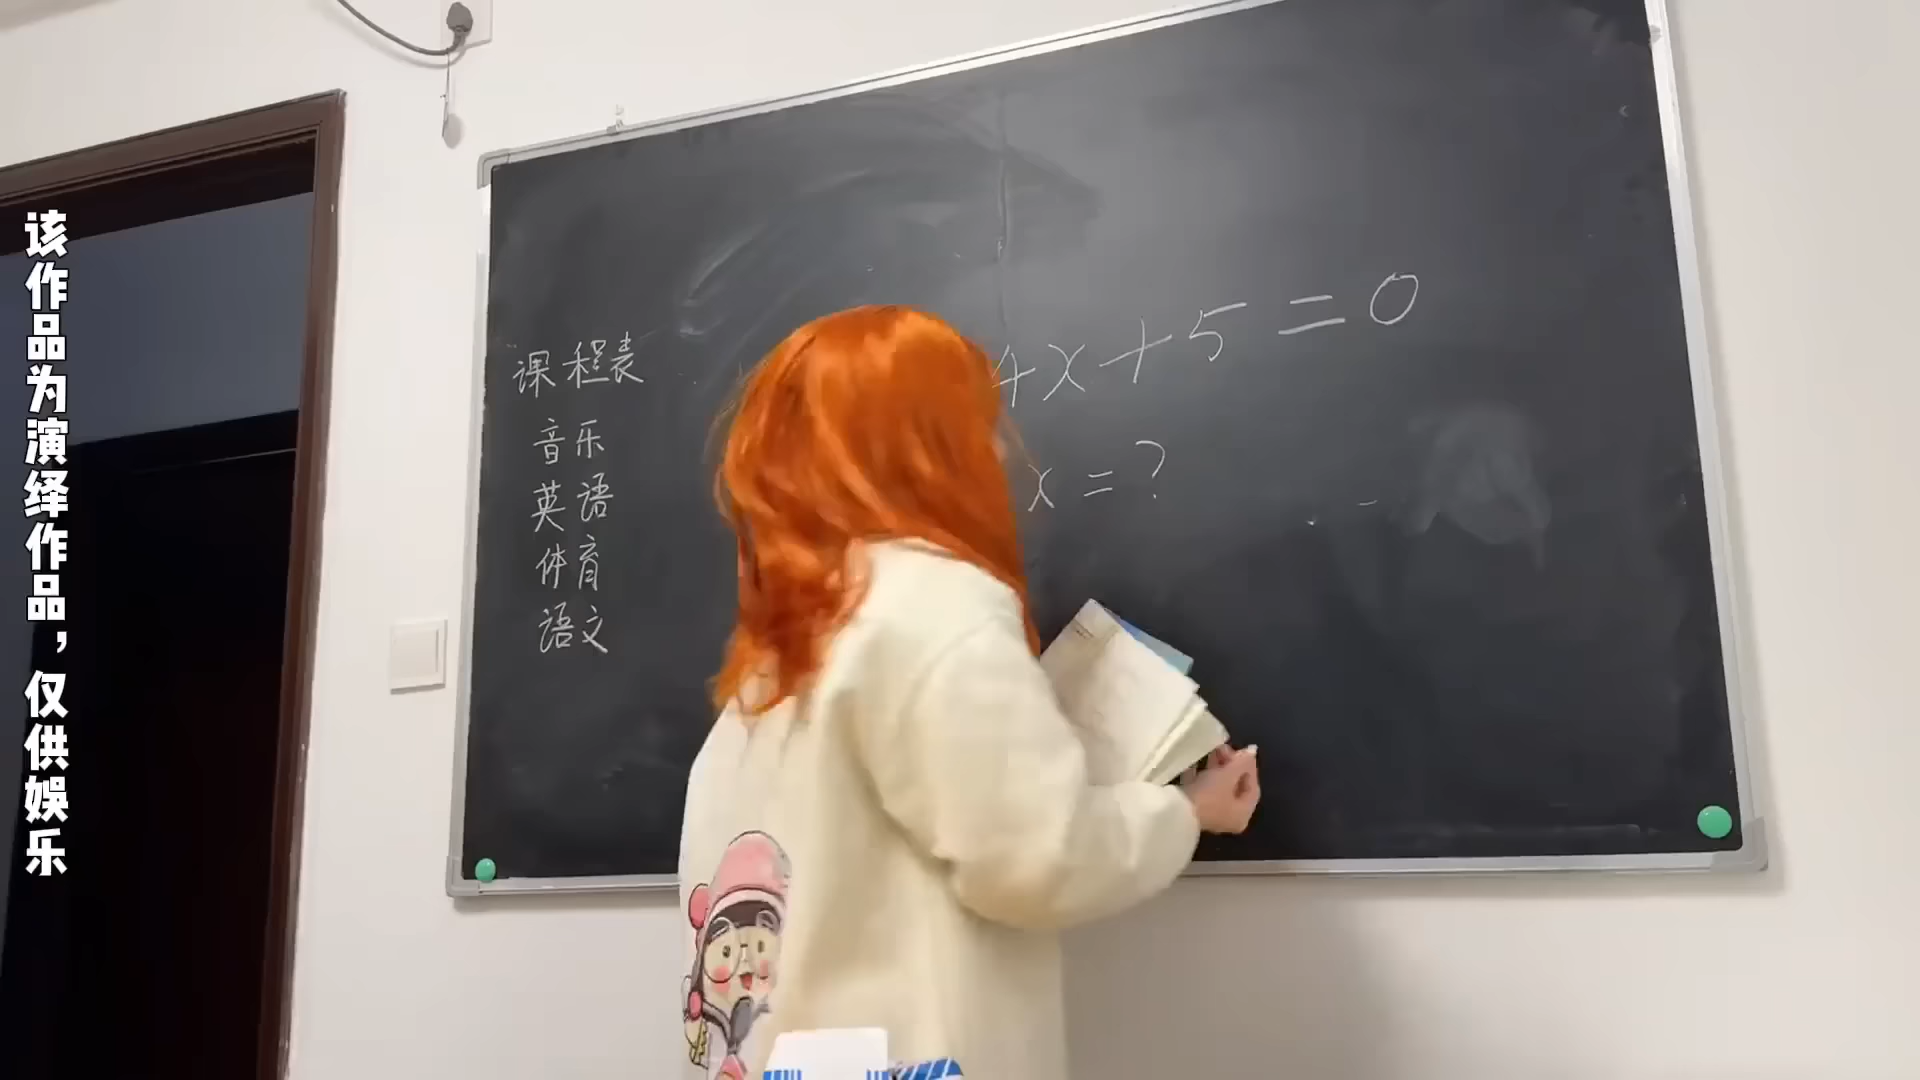 该作品为演绎作品，仅供娱乐
课程表
音乐
英语
体育
语文
4x+5=0
x=?